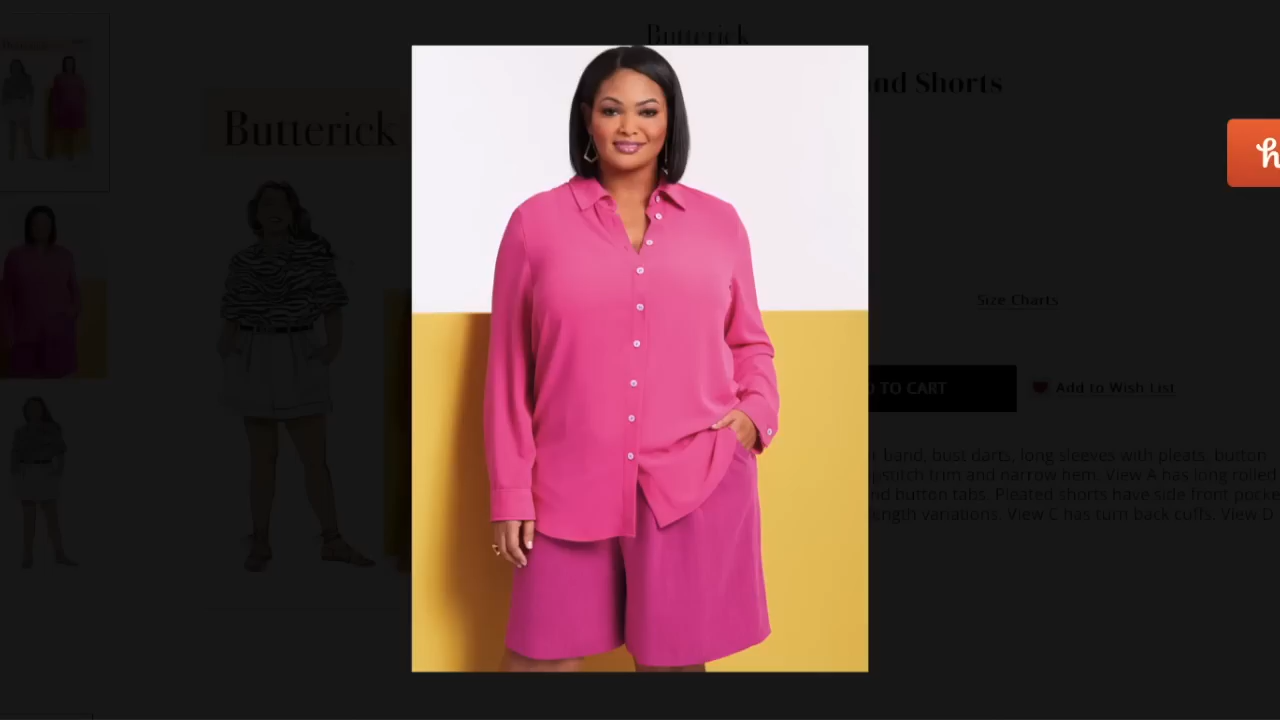 Butterick
nd Shorts
Butterick
Size Charts
TO CART
Add to Wish List
band, bust darts, long sleeves with pleats, button
stitch trim and narrow hem. View A has long rolled
nd button tabs. Pleated shorts have side front pocke
ength variations. View C has turn back cuffs. View D
h